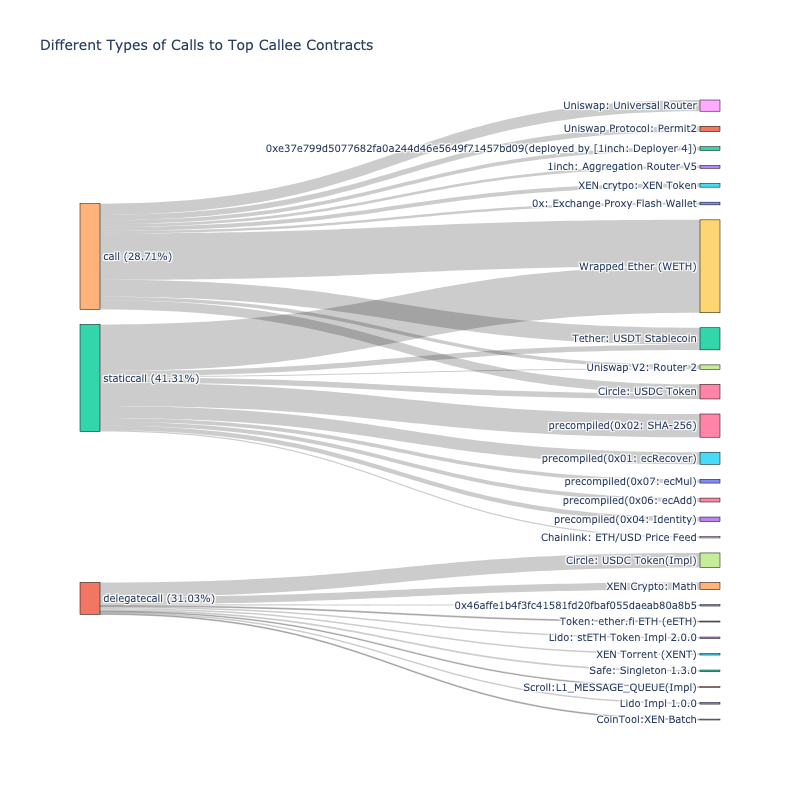 Different Types of Calls to Top Callee Contracts
Uniswap: Universal Router
Uniswap Protocol: Permit2
0xe37e799d5077682fa0a244d46e5649f71457bd09(deployed by [1inch: Deployer 4])
1inch: Aggregation Router V5
XEN crytpo: XEN Token
0x: Exchange Proxy Flash Wallet
call (28.71%)
Wrapped Ether (WETH)
Tether: USDT Stablecoin
Uniswap V2: Router 2
staticcall (41.31%)
Circle: USDC Token
precompiled(0x02: SHA-256)
precompiled(0x01: ecRecover)
precompiled(0x07: ecMul)
precompiled(0x06: ecAdd)
precompiled(0x04: Identity)
Chainlink: ETH/USD Price Feed
Circle: USDC Token(Impl)
XEN Crypto: Math
delegatecall (31.03%)
0x46affe1b4f3fc41581fd20fbaf055daeab80a8b5
Token: ether.fi ETH (eETH)
Lido: stETH Token Impl 2.0.0
XEN Torrent (XENT)
Safe: Singleton 1.3.0
Scroll:L1_MESSAGE_QUEUE(Impl)
Lido Impl 1.0.0
CoinTool:XEN Batch